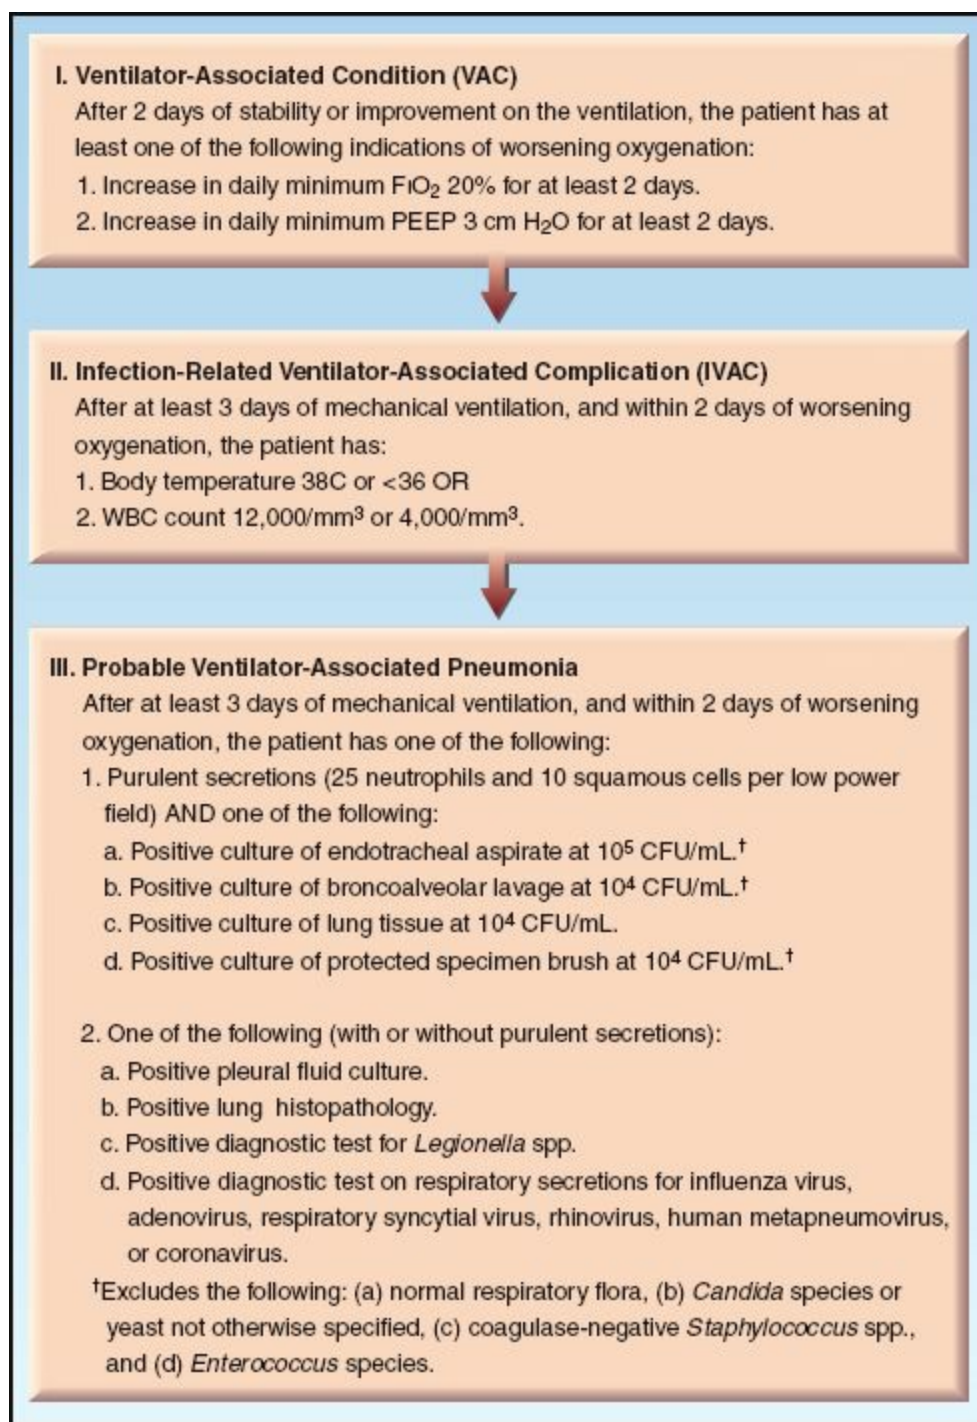 I. Ventilator-Associated Condition (VAC)
After 2 days of stability or improvement on the ventilation, the patient has at
least one of the following indications of worsening oxygenation:
1. Increase in daily minimum FIO₂ 20% for at least 2 days.
2. Increase in daily minimum PEEP 3 cm H₂O for at least 2 days.
II. Infection-Related Ventilator-Associated Complication (IVAC)
After at least 3 days of mechanical ventilation, and within 2 days of worsening
oxygenation, the patient has:
1. Body temperature 38C or <36 OR
2. WBC count 12,000/mm³ or 4,000/mm³.
III. Probable Ventilator-Associated Pneumonia
After at least 3 days of mechanical ventilation, and within 2 days of worsening
oxygenation, the patient has one of the following:
1. Purulent secretions (25 neutrophils and 10 squamous cells per low power
field) AND one of the following:
a. Positive culture of endotracheal aspirate at 10⁵ CFU/mL.†
b. Positive culture of broncoalveolar lavage at 10⁴ CFU/mL.†
c. Positive culture of lung tissue at 10⁴ CFU/mL.
d. Positive culture of protected specimen brush at 10⁴ CFU/mL.†
2. One of the following (with or without purulent secretions):
a. Positive pleural fluid culture.
b. Positive lung histopathology.
c. Positive diagnostic test for Legionella spp.
d. Positive diagnostic test on respiratory secretions for influenza virus,
adenovirus, respiratory syncytial virus, rhinovirus, human metapneumovirus,
or coronavirus.
†Excludes the following: (a) normal respiratory flora, (b) Candida species or
yeast not otherwise specified, (c) coagulase-negative Staphylococcus spp.,
and (d) Enterococcus species.